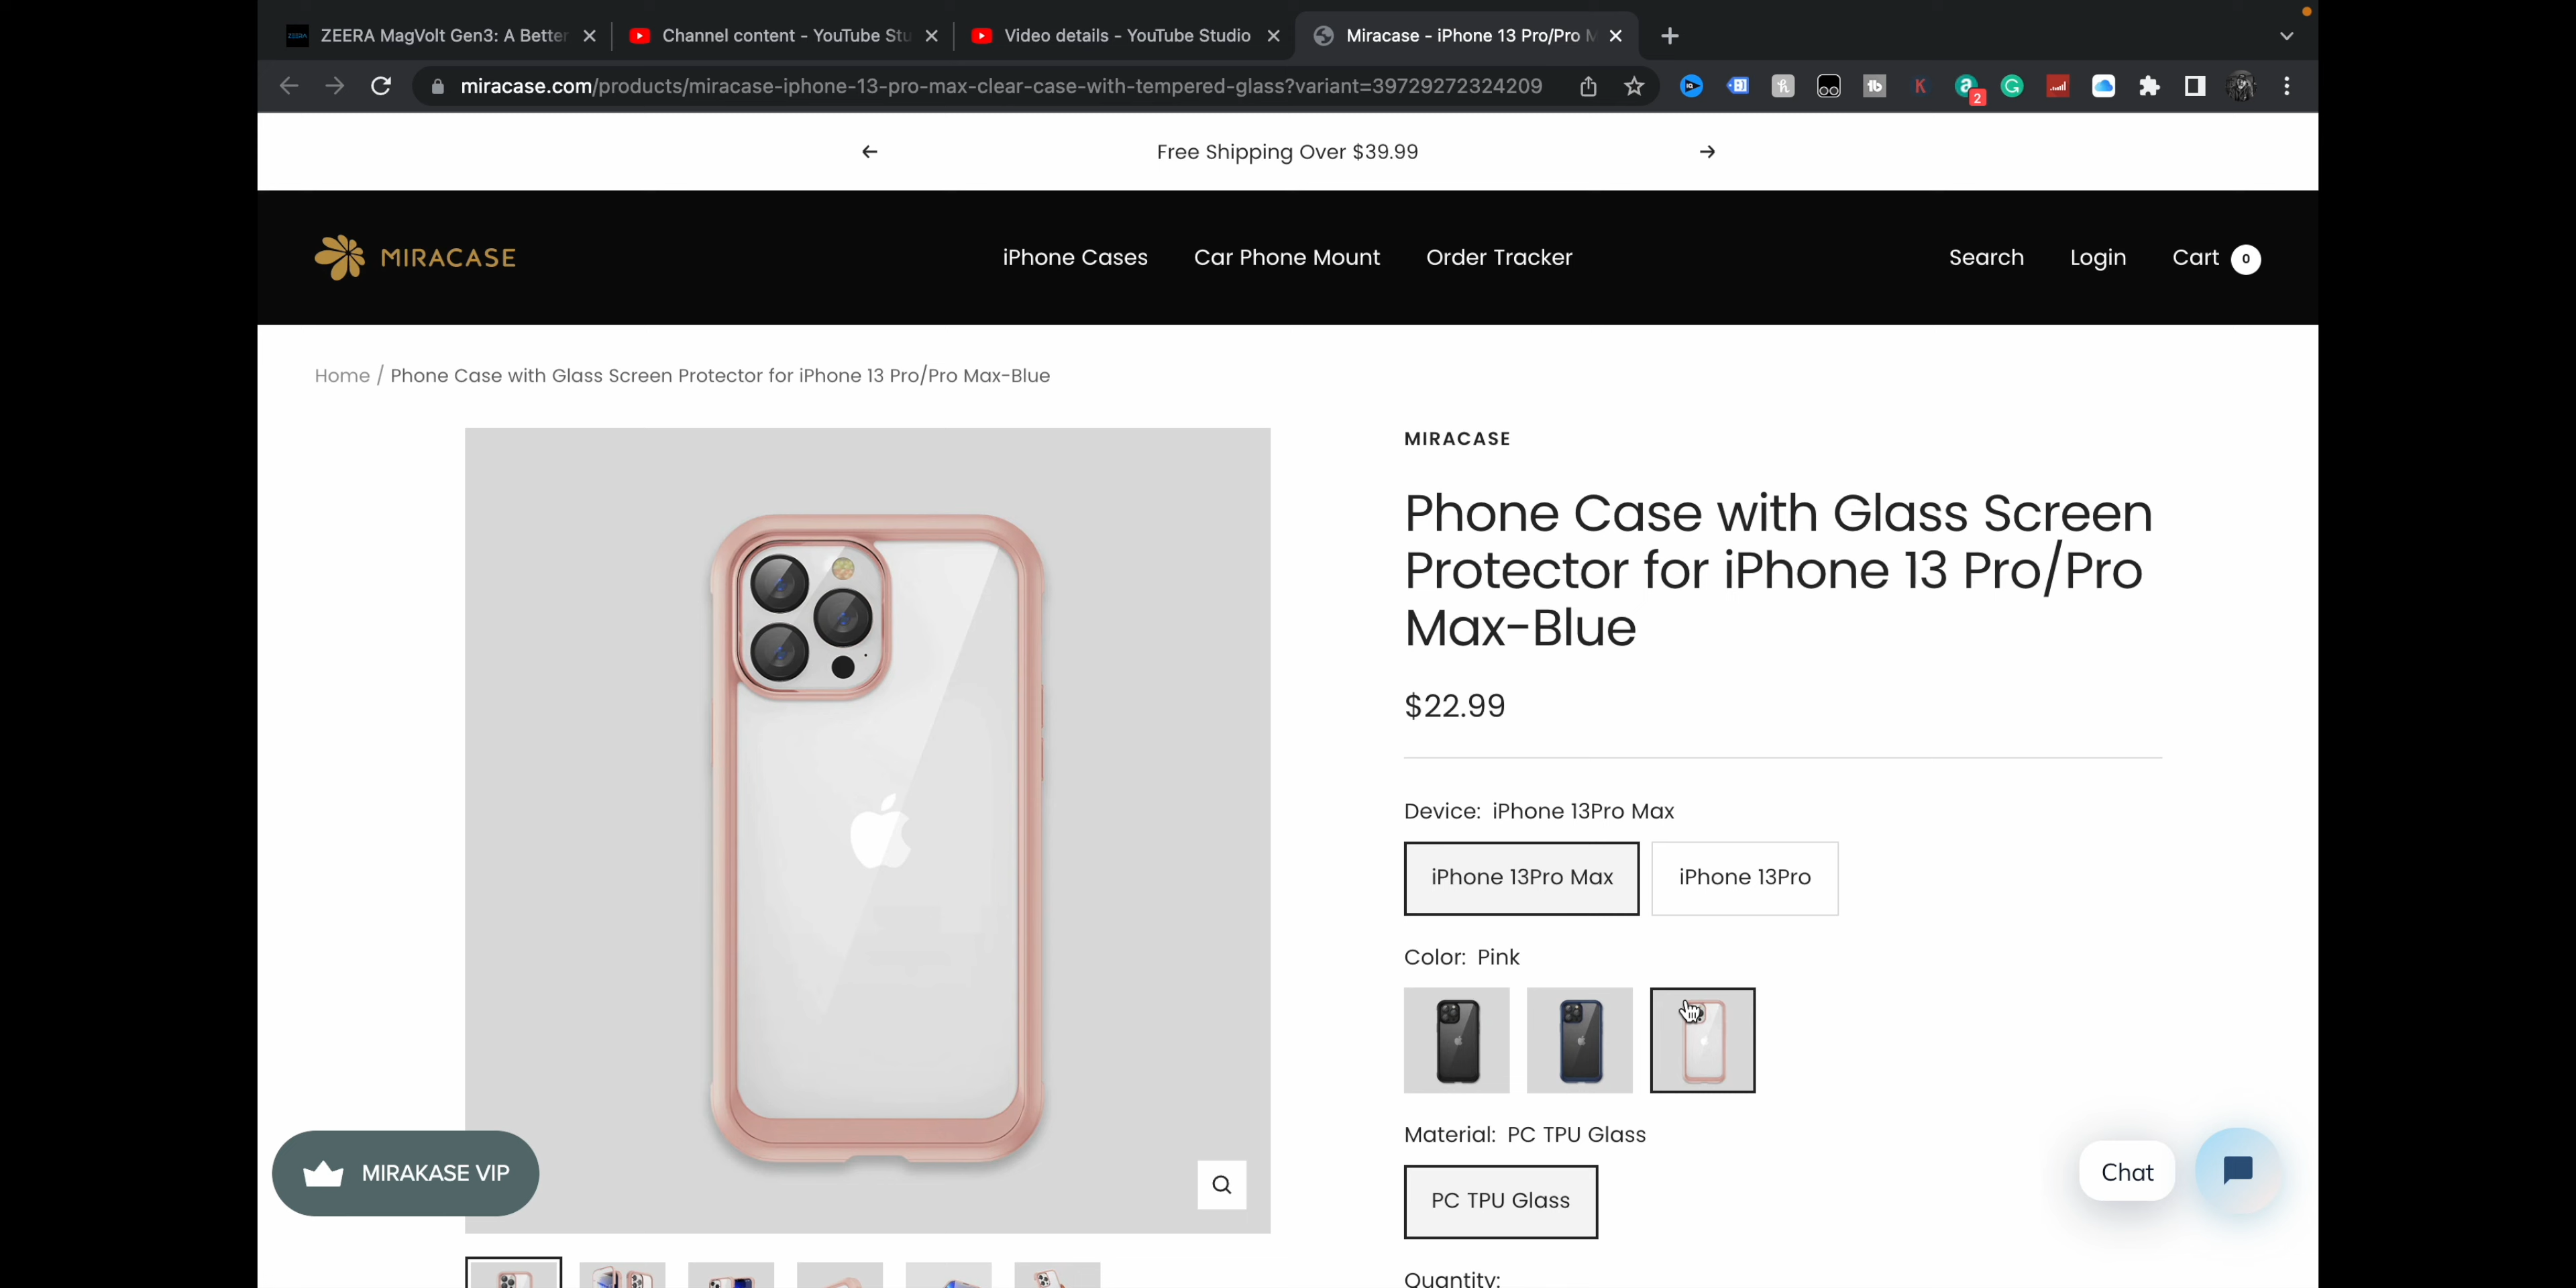 ZEERA MagVolt Gen3: A Better
Channel content - YouTube Stu
Video details - YouTube Studio
Miracase - iPhone 13 Pro/Pro M
miracase.com/products/miracase-iphone-13-pro-max-clear-case-with-tempered-glass?variant=39729272324209
2
Free Shipping Over $39.99
MIRACASE
iPhone Cases
Car Phone Mount
Order Tracker
Search
Login
Cart 0
Home / Phone Case with Glass Screen Protector for iPhone 13 Pro/Pro Max-Blue
MIRACASE
Phone Case with Glass Screen
Protector for iPhone 13 Pro/Pro
Max-Blue
$22.99
Device: iPhone 13Pro Max
iPhone 13Pro Max
iPhone 13Pro
Color: Pink
Material: PC TPU Glass
PC TPU Glass
MIRAKASE VIP
Chat
Quantity: